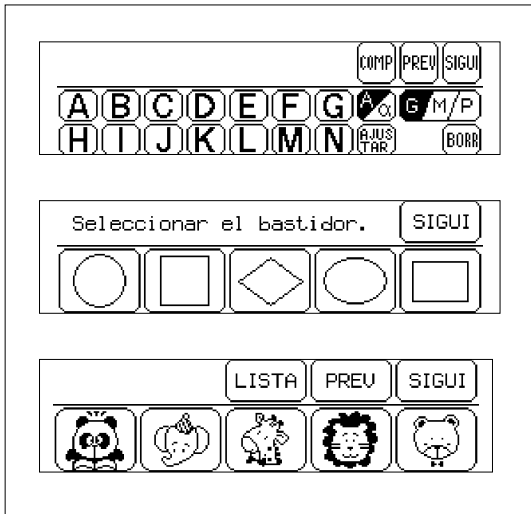 COMP PREV SIGUI
A B C D E F G A/α G/M/P
H I J K L M N AJUS TAR BORR
Seleccionar el bastidor. SIGUI
LISTA PREV SIGUI